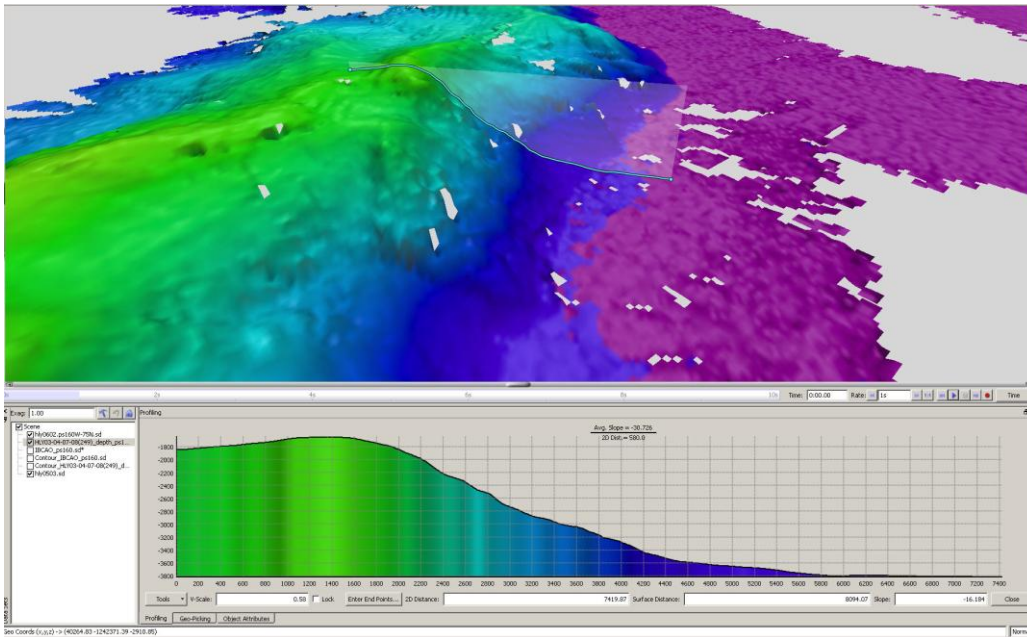 2s 4s 6s 8s 10s Time: 0:00.00 Rate: 1s Time
Exag: 1.00 Profiling
Scene
hly0602.ps160W-75%.sd
HLY03-04-07-08(249)_depth_ps1...
IBCAO_ps160.sd*
Contour_IBCAO_ps160.sd
Contour_HLY03-04-07-08(249)_d...
hly0503.sd
Avg. Slope = -30.726
2D Dist.= 580.8
-1800
-2000
-2200
-2400
-2600
-2800
-3000
-3200
-3400
-3600
-3800
0 200 400 600 800 1000 1200 1400 1600 1800 2000 2200 2400 2600 2800 3000 3200 3400 3600 3800 4000 4200 4400 4600 4800 5000 5200 5400 5600 5800 6000 6200 6400 6600 6800 7000 7200 7400
Tools V-Scale: 0.58 Lock Enter End Points... 2D Distance: 7419.87 Surface Distance: 8094.07 Slope: -16.184 Close
Profiling Geo-Picking Object Attributes
Geo Coords (x,y,z) -> (40264.83 -1242371.39 -2910.85) Norm